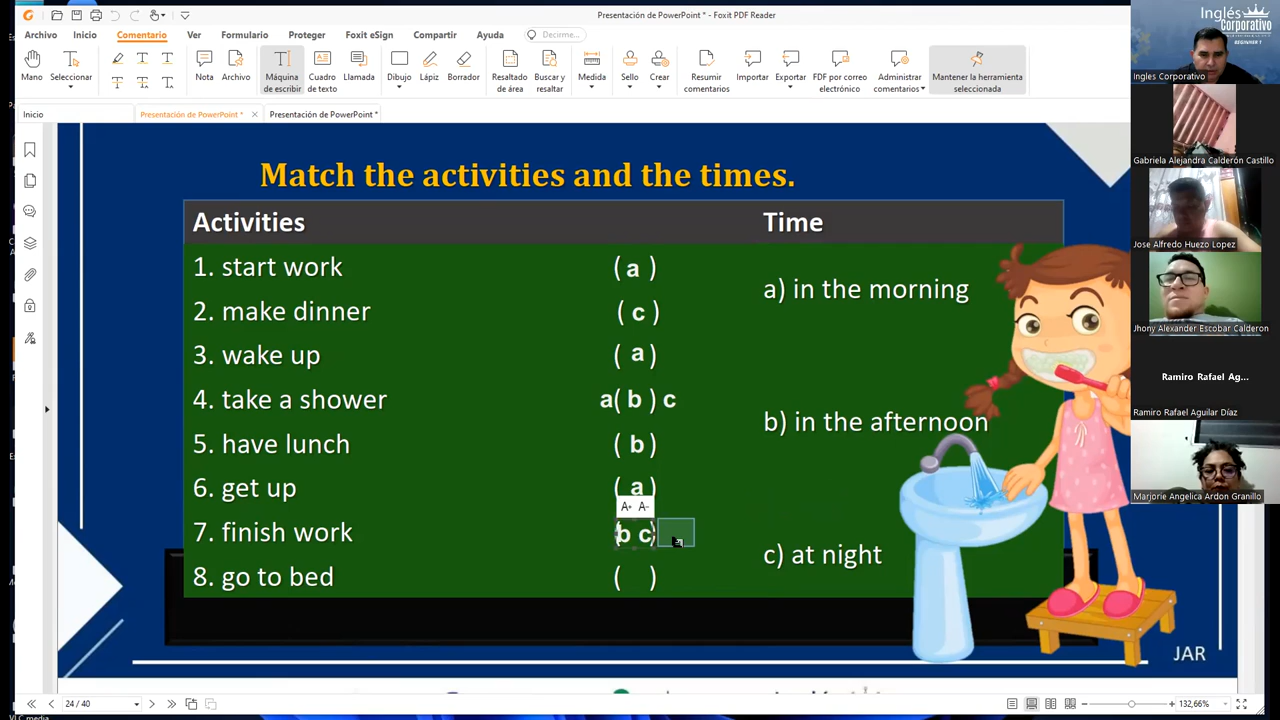 Presentación de PowerPoint * - Foxit PDF Reader
Archivo Inicio Comentario Ver Formulario Proteger Foxit eSign Compartir Ayuda Decirme...
Mano Seleccionar Nota Archivo Máquina de escribir Cuadro de texto Llamada Dibujo Lápiz Borrador Resaltado de área Buscar y resaltar Medida Sello Crear Resumir comentarios Importar Exportar PDF por correo electrónico Administrar comentarios Mantener la herramienta seleccionada
Inicio Presentación de PowerPoint * Presentación de PowerPoint *
Match the activities and the times.
Activities Time
1. start work ( a )
a) in the morning
2. make dinner ( c )
3. wake up ( a )
4. take a shower a( b ) c
b) in the afternoon
5. have lunch ( b )
6. get up ( a )
A+ A-
7. finish work (b c)
c) at night
8. go to bed ( )
JAR
24 / 40
132,66%
Inglés
Corporativo
BEGINNER 1
Ingles Corporativo
Gabriela Alejandra Calderón Castillo
Jose Alfredo Huezo Lopez
Jhony Alexander Escobar Calderon
Ramiro Rafael Ag...
Ramiro Rafael Aguilar Díaz
Marjorie Angelica Ardon Granillo